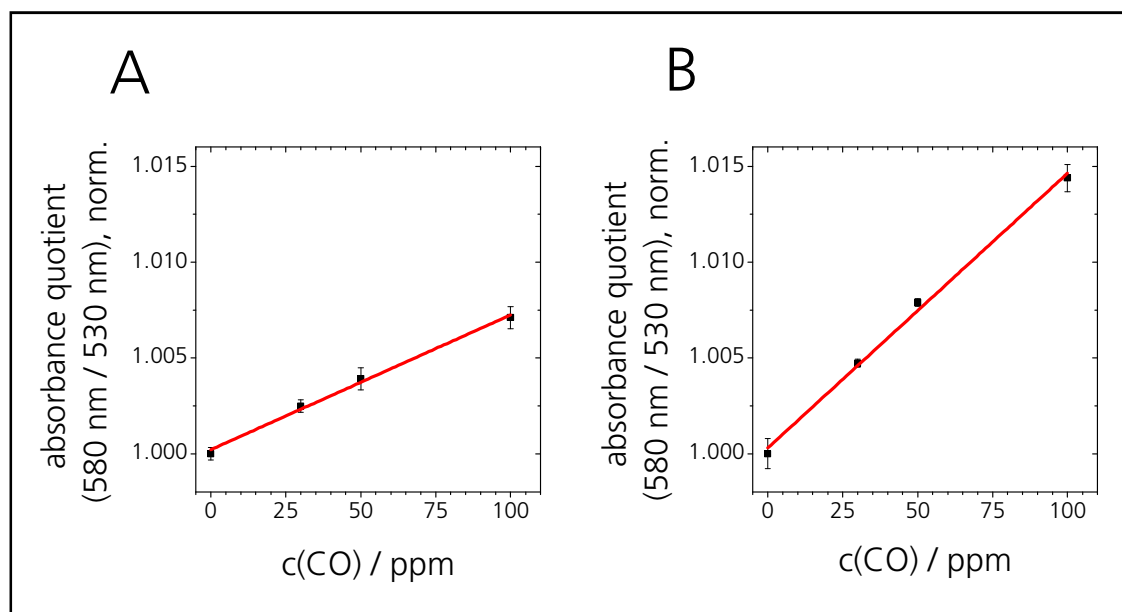 A
1.015
1.010
1.005
1.000
absorbance quotient
(580 nm / 530 nm), norm.
0 25 50 75 100
c(CO) / ppm
B
1.015
1.010
1.005
1.000
absorbance quotient
(580 nm / 530 nm), norm.
0 25 50 75 100
c(CO) / ppm